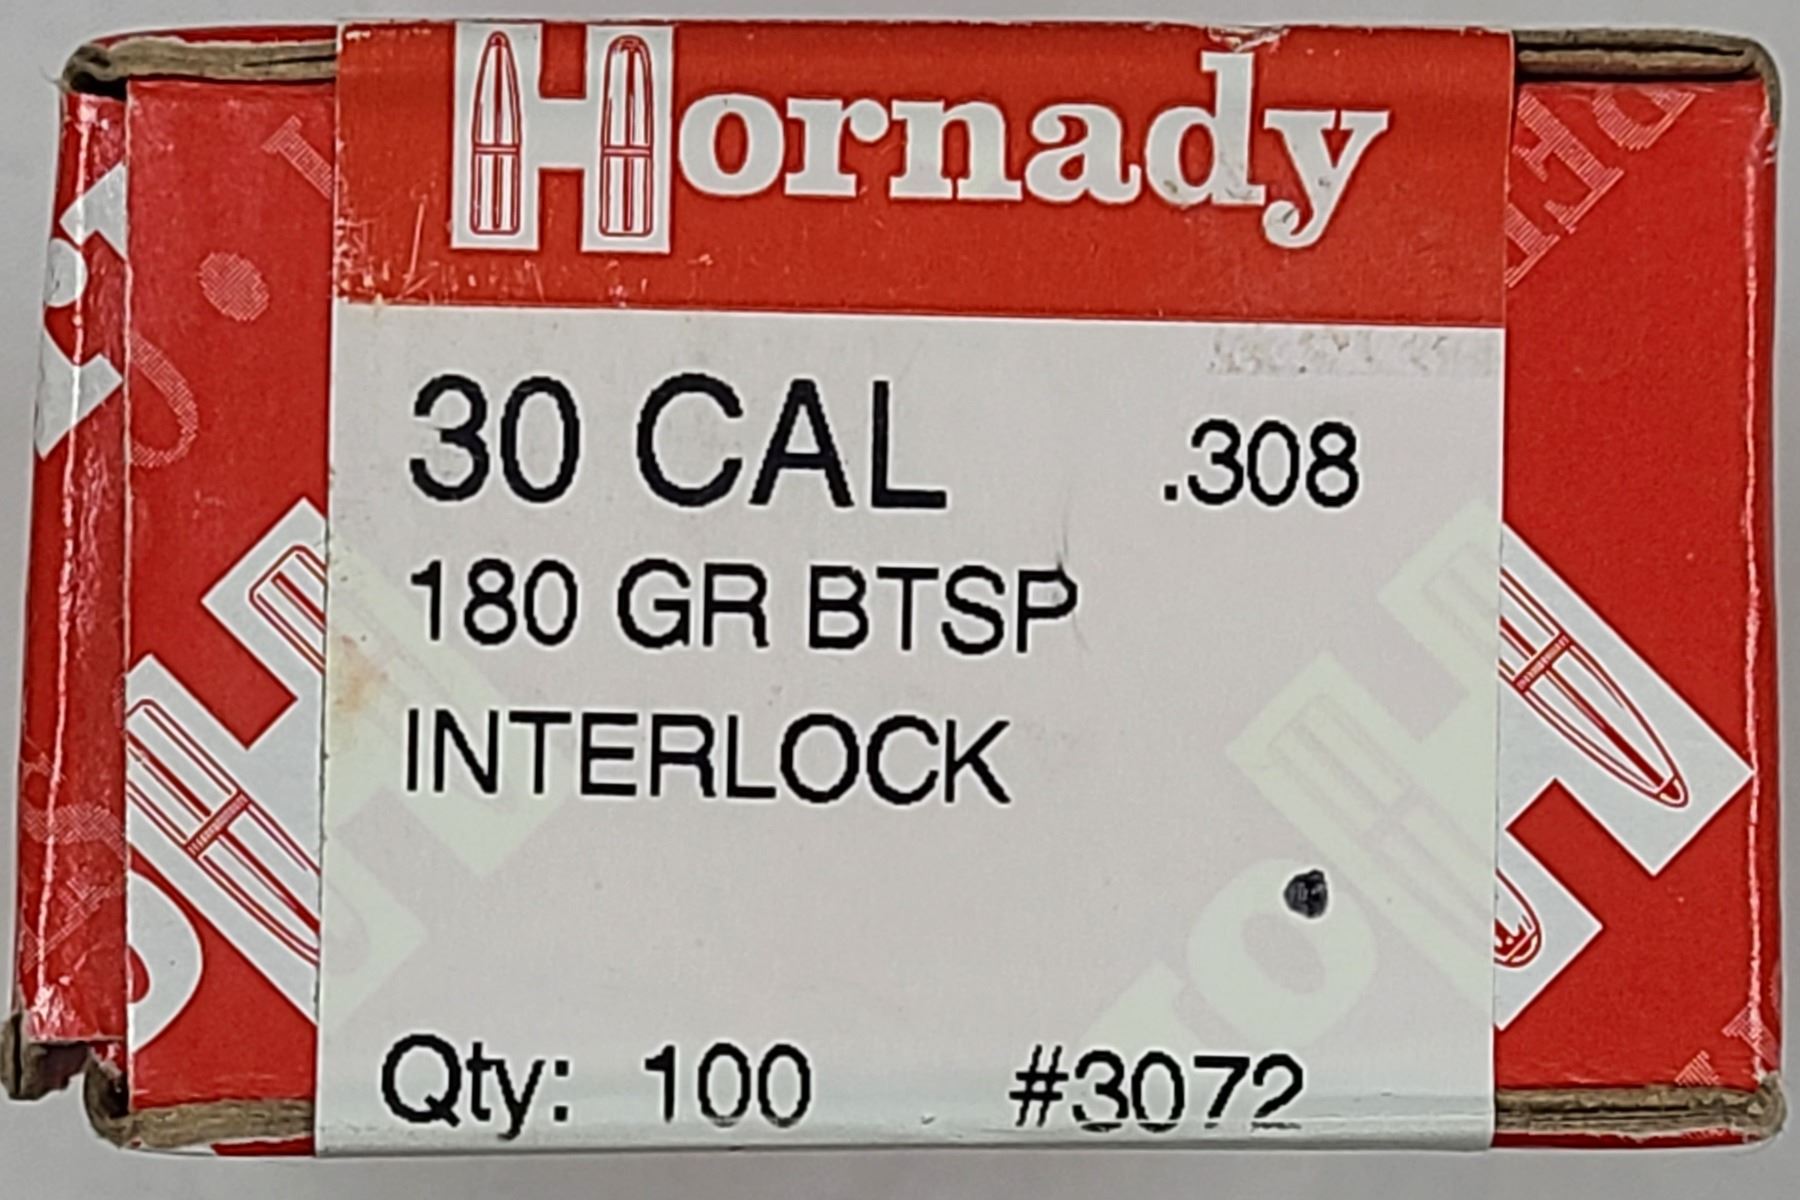 Hornady
30 CAL .308
180 GR BTSP
INTERLOCK
Qty: 100 #3072